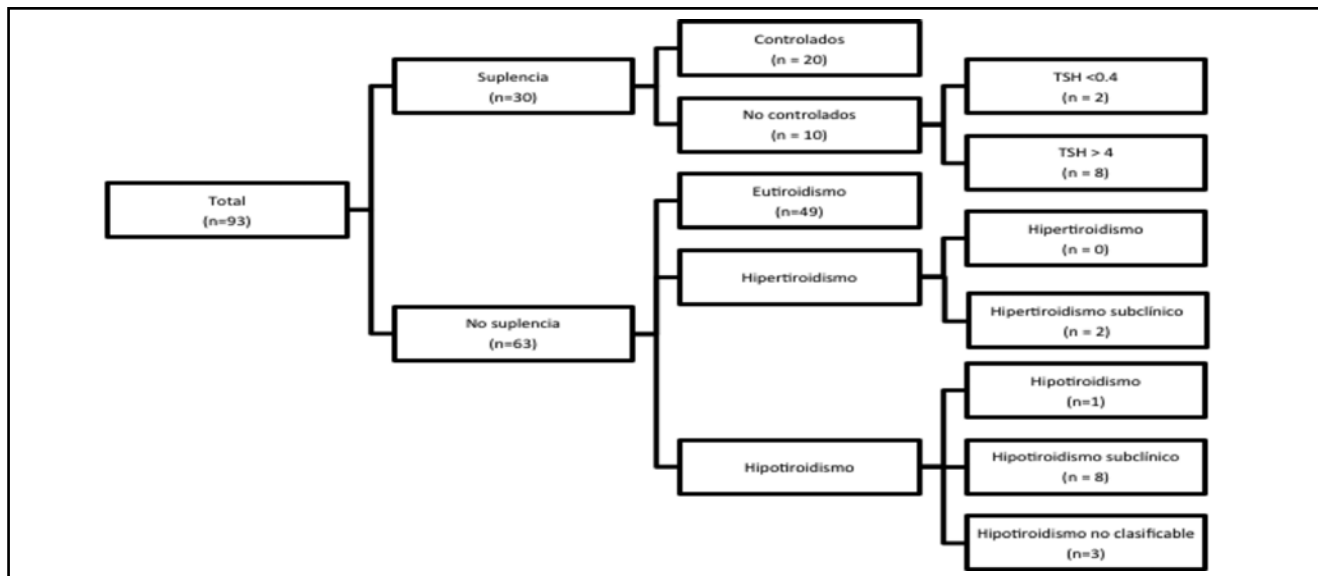 Total
(n=93)
Suplencia
(n=30)
Controlados
(n = 20)
No controlados
(n = 10)
TSH <0.4
(n = 2)
TSH > 4
(n = 8)
No suplencia
(n=63)
Eutiroidismo
(n=49)
Hipertiroidismo
Hipertiroidismo
(n = 0)
Hipertiroidismo subclínico
(n = 2)
Hipotiroidismo
Hipotiroidismo
(n=1)
Hipotiroidismo subclínico
(n = 8)
Hipotiroidismo no clasificable
(n=3)